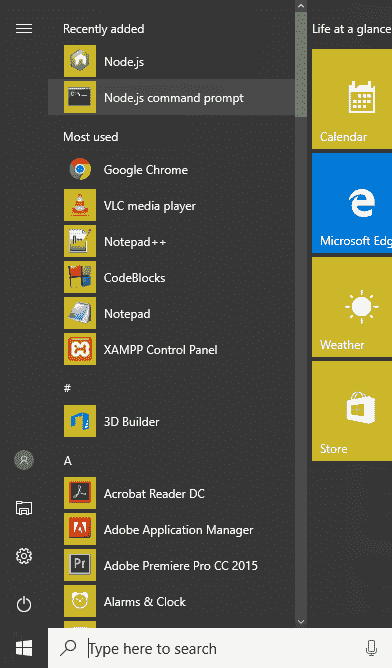 Recently added
Life at a glance
Node.js
Node.js command prompt
Most used
Google Chrome
VLC media player
Notepad++
CodeBlocks
Notepad
XAMPP Control Panel
#
3D Builder
A
Acrobat Reader DC
Adobe Application Manager
Adobe Premiere Pro CC 2015
Alarms & Clock
Calendar
Microsoft Edg
Weather
Store
Type here to search